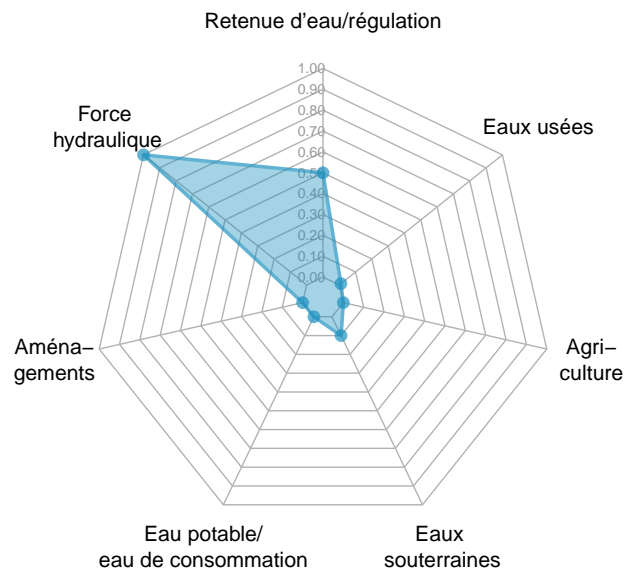 Retenue d'eau/régulation
1.00
0.90
0.80
0.70
0.60
0.50
0.40
0.30
0.20
0.10
0.00
Force
hydraulique
Eaux usées
Aména–
gements
Agri–
culture
Eau potable/
eau de consommation
Eaux
souterraines